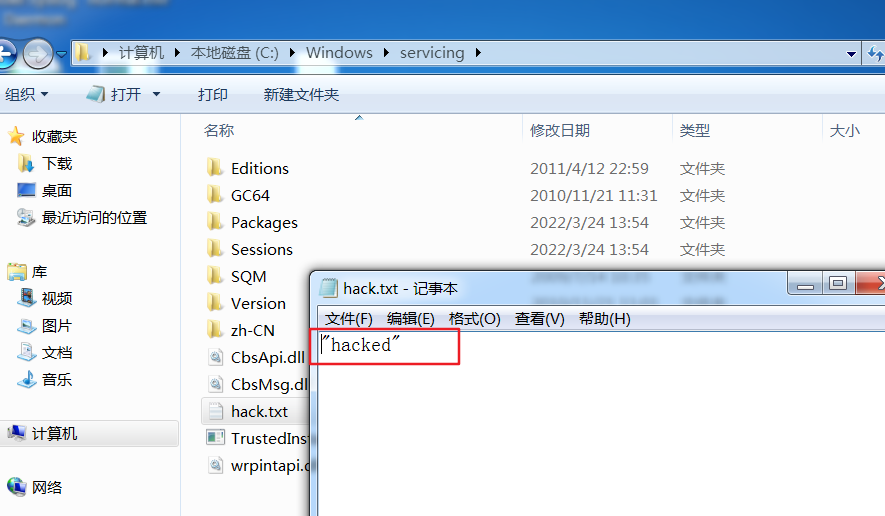 计算机 本地磁盘 (C:) Windows servicing
组织 打开 打印 新建文件夹
名称 修改日期 类型 大小
收藏夹
下载
桌面
最近访问的位置
库
视频
图片
文档
音乐
计算机
网络
Editions 2011/4/12 22:59 文件夹
GC64 2010/11/21 11:31 文件夹
Packages 2022/3/24 13:54 文件夹
Sessions 2022/3/24 13:54 文件夹
SQM
Version
zh-CN
CbsApi.dll
CbsMsg.dl
hack.txt
TrustedInst
wrpintapi.d
hack.txt - 记事本
文件(F) 编辑(E) 格式(O) 查看(V) 帮助(H)
"hacked"